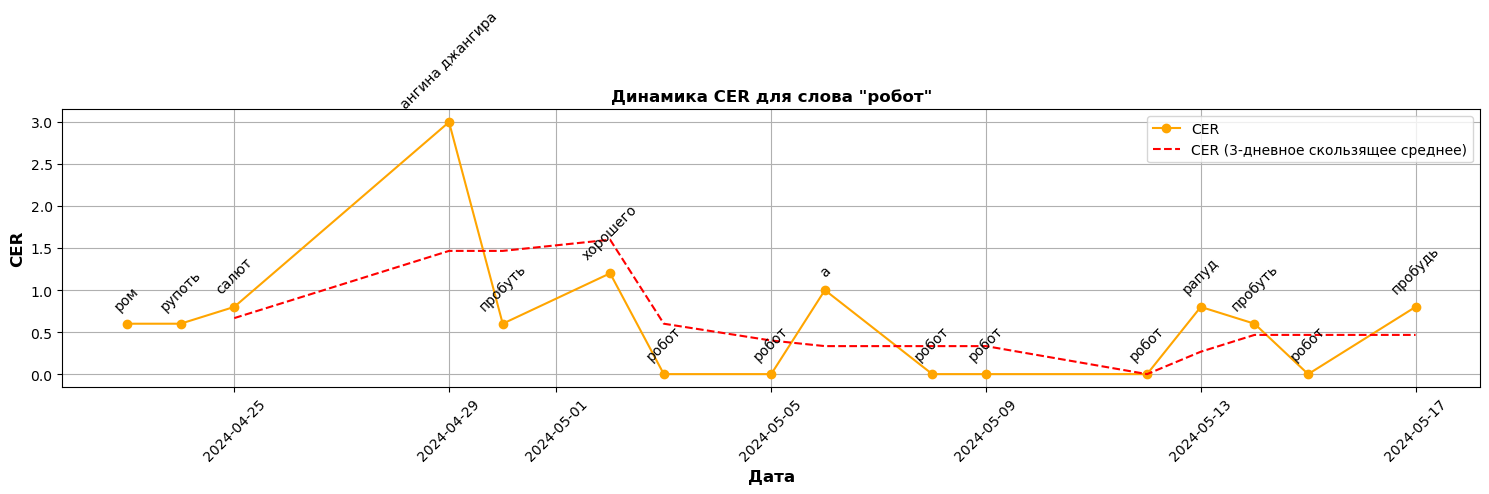 ангина джангира
Динамика CER для слова "робот"
CER
CER (3-дневное скользящее среднее)
3.0
2.5
2.0
1.5
1.0
0.5
0.0
CER
ром
рупоть
салют
пробуть
хорошего
робот
робот
а
робот
робот
робот
рапуд
пробуть
робот
пробудь
2024-04-25
2024-04-29
2024-05-01
2024-05-05
2024-05-09
2024-05-13
2024-05-17
Дата